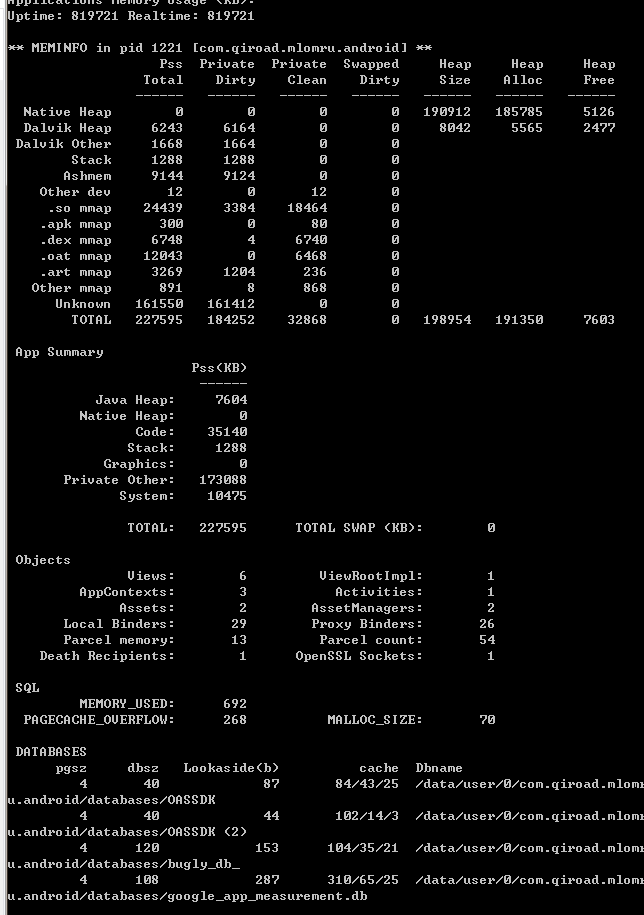 Applications Memory Usage (KB):
Uptime: 819721 Realtime: 819721
** MEMINFO in pid 1221 [com.qiroad.mlomru.android] **
Pss Private Private Swapped Heap Heap Heap
Total Dirty Clean Dirty Size Alloc Free
------ ------ ------ ------ ------ ------ ------
Native Heap 0 0 0 0 190912 185785 5126
Dalvik Heap 6243 6164 0 0 8042 5565 2477
Dalvik Other 1668 1664 0 0
Stack 1288 1288 0 0
Ashmem 9144 9124 0 0
Other dev 12 0 12 0
.so mmap 24439 3384 18464 0
.apk mmap 300 0 80 0
.dex mmap 6748 4 6740 0
.oat mmap 12043 0 6468 0
.art mmap 3269 1204 236 0
Other mmap 891 8 868 0
Unknown 161550 161412 0 0
TOTAL 227595 184252 32868 0 198954 191350 7603
App Summary
Pss(KB)
------
Java Heap: 7604
Native Heap: 0
Code: 35140
Stack: 1288
Graphics: 0
Private Other: 173088
System: 10475
TOTAL: 227595 TOTAL SWAP (KB): 0
Objects
Views: 6 ViewRootImpl: 1
AppContexts: 3 Activities: 1
Assets: 2 AssetManagers: 2
Local Binders: 29 Proxy Binders: 26
Parcel memory: 13 Parcel count: 54
Death Recipients: 1 OpenSSL Sockets: 1
SQL
MEMORY_USED: 692
PAGECACHE_OVERFLOW: 268 MALLOC_SIZE: 70
DATABASES
pgsz dbsz Lookaside(b) cache Dbname
4 40 87 84/43/25 /data/user/0/com.qiroad.mlomr
u.android/databases/OASSDK
4 40 44 102/14/3 /data/user/0/com.qiroad.mlomr
u.android/databases/OASSDK (2)
4 120 153 104/35/21 /data/user/0/com.qiroad.mlomr
u.android/databases/bugly_db_
4 108 287 310/65/25 /data/user/0/com.qiroad.mlomr
u.android/databases/google_app_measurement.db